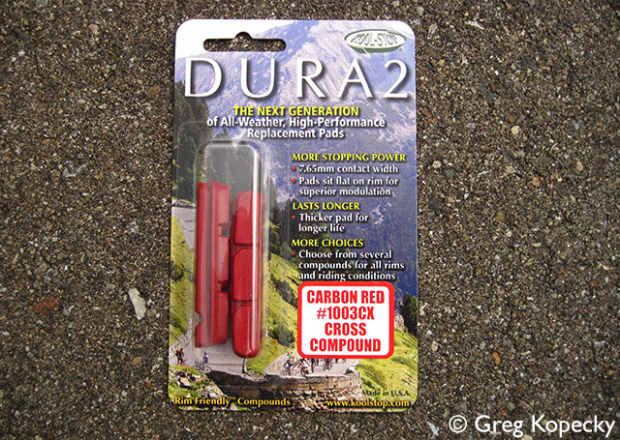 KOOL-STOP
DURA2
THE NEXT GENERATION
of All-Weather, High-Performance
Replacement Pads
MORE STOPPING POWER
• 7.65mm contact width
• Pads sit flat on rim for
superior modulation
LASTS LONGER
• Thicker pad for
longer life
MORE CHOICES
• Choose from several
compounds for all rims
and riding conditions
CARBON RED
#1003CX
CROSS
COMPOUND
Made in U.S.A.
Rim Friendly Compounds
www.koolstop.com
© Greg Kopecky